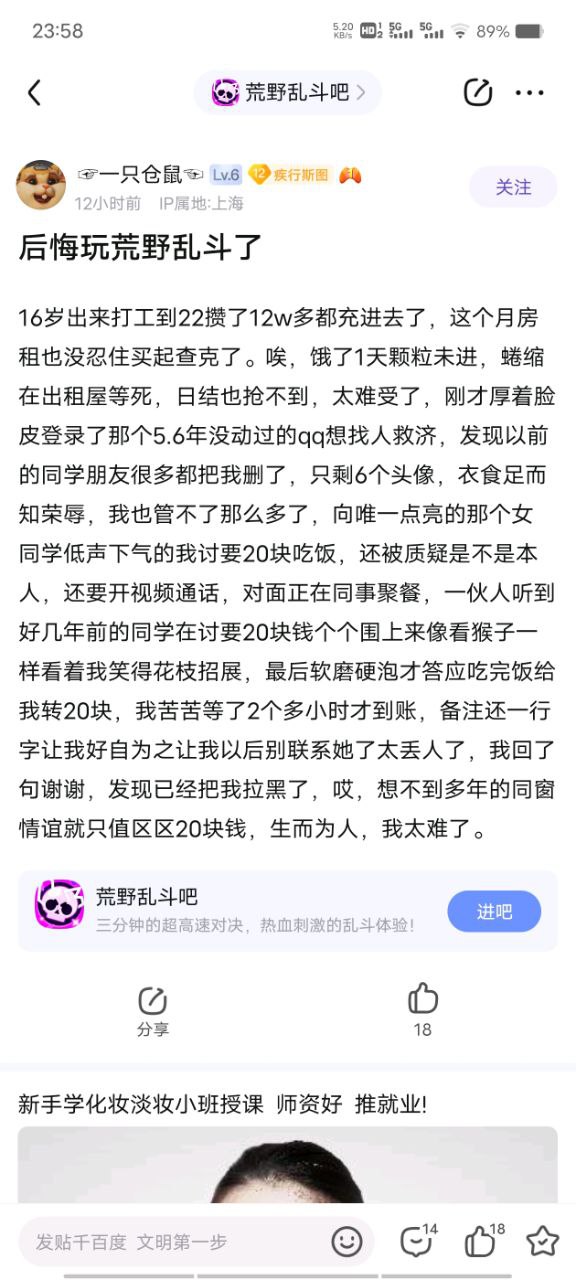 23:58
5.20 KB/s HD 1 2 5G 5G 89%
荒野乱斗吧
☞一只仓鼠☜ Lv.6 12 疾行斯图
关注
12小时前 IP属地:上海
后悔玩荒野乱斗了
16岁出来打工到22攒了12w多都充进去了，这个月房
租也没忍住买起查克了。唉，饿了1天颗粒未进，蜷缩
在出租屋等死，日结也抢不到，太难受了，刚才厚着脸
皮登录了那个5.6年没动过的qq想找人救济，发现以前
的同学朋友很多都把我删了，只剩6个头像，衣食足而
知荣辱，我也管不了那么多了，向唯一点亮的那个女
同学低声下气的我讨要20块吃饭，还被质疑是不是本
人，还要开视频通话，对面正在同事聚餐，一伙人听到
好几年前的同学在讨要20块钱个个围上来像看猴子一
样看着我笑得花枝招展，最后软磨硬泡才答应吃完饭给
我转20块，我苦苦等了2个多小时才到账，备注还一行
字让我好自为之让我以后别联系她了太丢人了，我回了
句谢谢，发现已经把我拉黑了，哎，想不到多年的同窗
情谊就只值区区20块钱，生而为人，我太难了。
荒野乱斗吧
三分钟的超高速对决，热血刺激的乱斗体验！
进吧
分享
18
新手学化妆淡妆小班授课 师资好 推就业!
发贴千百度 文明第一步
14
18